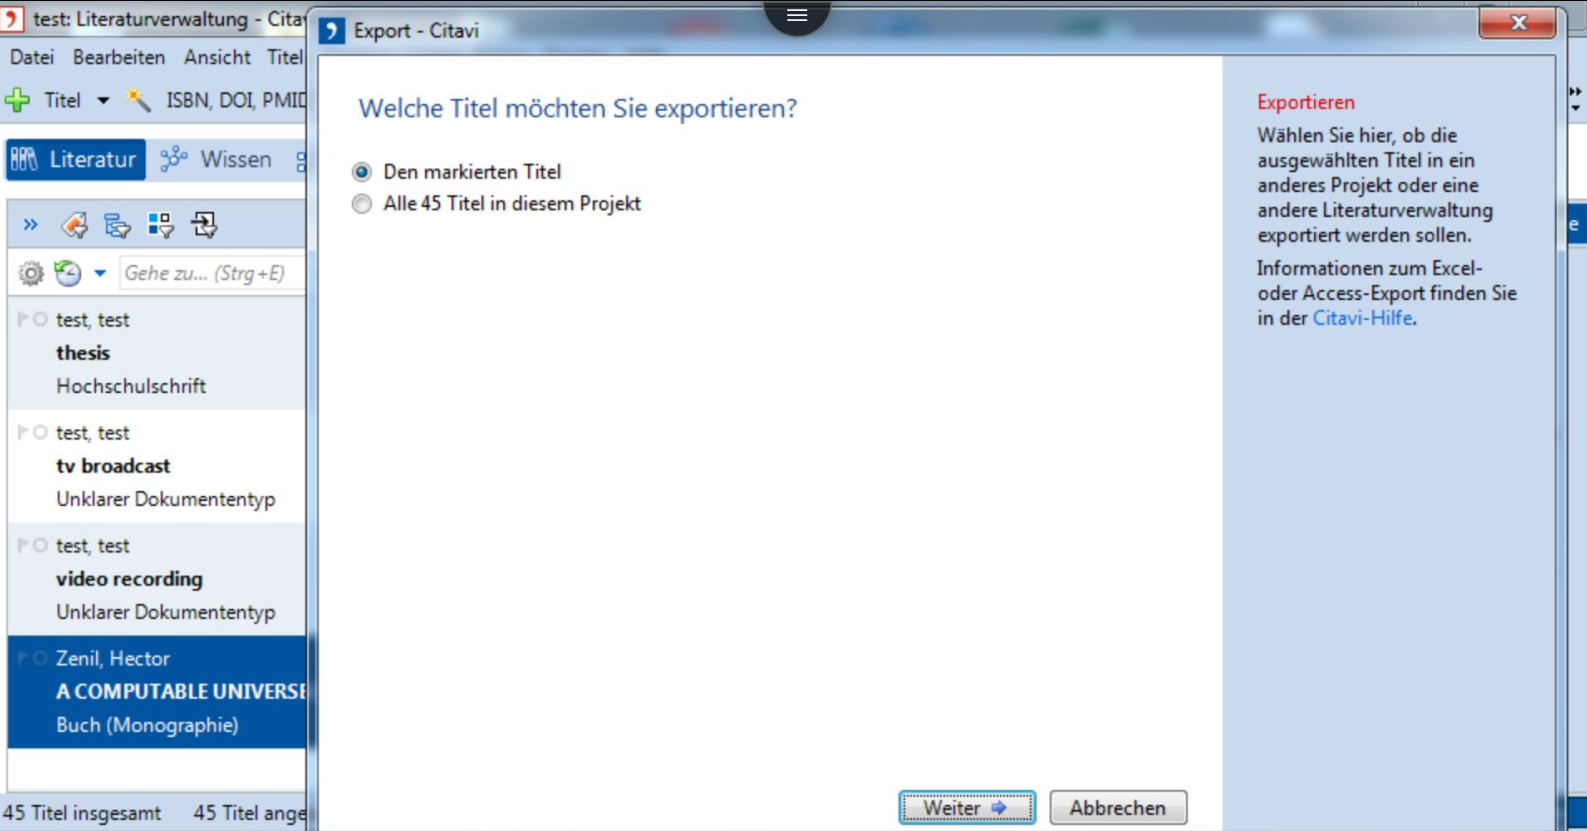 test: Literaturverwaltung - Citav
Datei Bearbeiten Ansicht Titel
Titel ISBN, DOI, PMID
Literatur Wissen
Gehe zu... (Strg+E)
test, test
thesis
Hochschulschrift
test, test
tv broadcast
Unklarer Dokumententyp
test, test
video recording
Unklarer Dokumententyp
Zenil, Hector
A COMPUTABLE UNIVERSE
Buch (Monographie)
45 Titel insgesamt 45 Titel ange
Export - Citavi
Welche Titel möchten Sie exportieren?
Den markierten Titel
Alle 45 Titel in diesem Projekt
Weiter Abbrechen
Exportieren
Wählen Sie hier, ob die
ausgewählten Titel in ein
anderes Projekt oder eine
andere Literaturverwaltung
exportiert werden sollen.
Informationen zum Excel-
oder Access-Export finden Sie
in der Citavi-Hilfe.
e